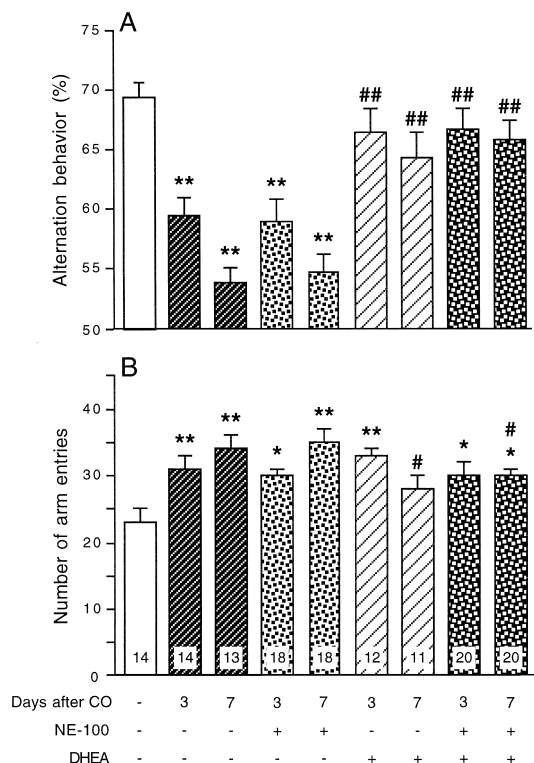 A
75
Alternation behavior (%)
70
65
60
55
50
** ** ** ** ## ## ## ##
B
Number of arm entries
40
30
20
10
0
** ** * ** ** # * # *
14 14 13 18 18 12 11 20 20
Days after CO - 3 7 3 7 3 7 3 7
NE-100 - - - + + - - + +
DHEA - - - - - + + + +